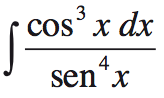 ∫ cos³ x dx / sen⁴ x